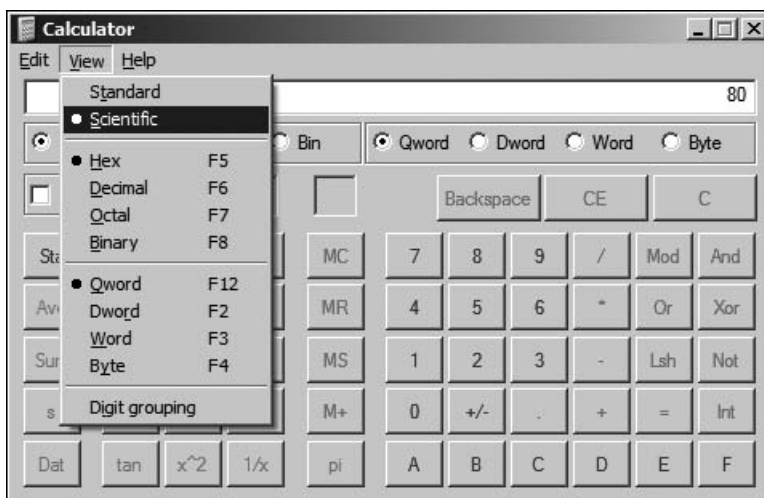 Calculator
Edit View Help
80
Standard
Scientific
Bin Qword Dword Word Byte
Hex F5
Decimal F6
Octal F7
Binary F8
Backspace CE C
MC 7 8 9 / Mod And
Qword F12
Dword F2
Word F3
Byte F4
MR 4 5 6 * Or Xor
MS 1 2 3 - Lsh Not
Digit grouping
s M+ 0 +/- . + = Int
Dat tan x^2 1/x pi A B C D E F